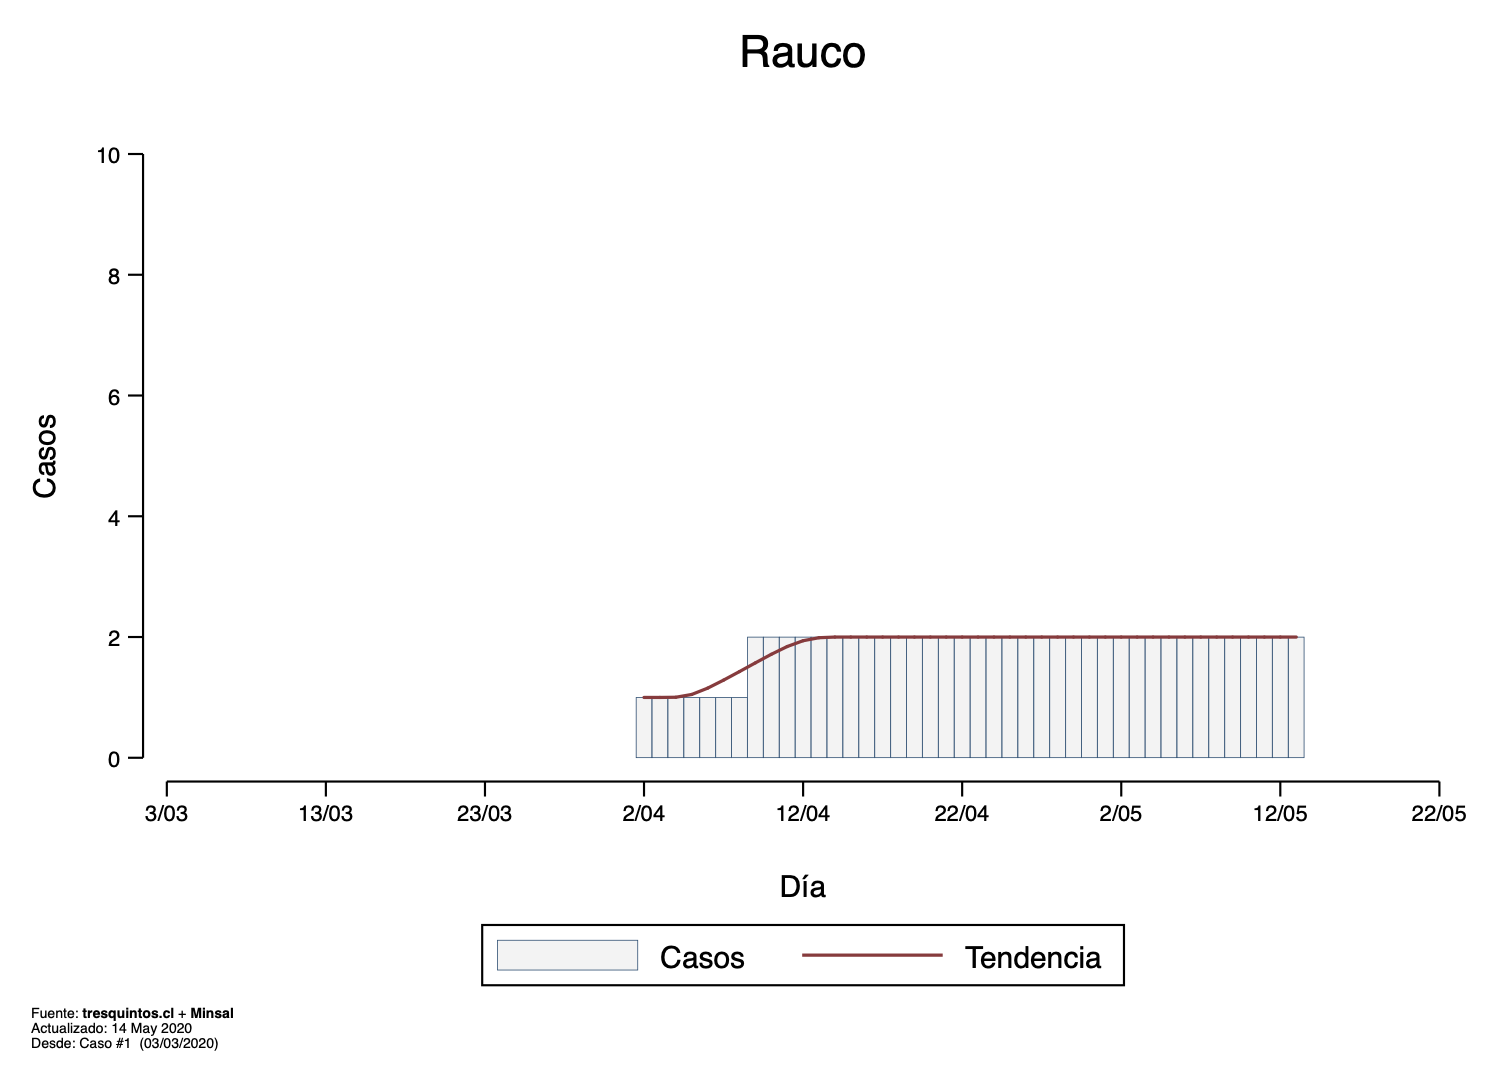 Rauco
10
8
6
4
2
0
Casos
3/03 13/03 23/03 2/04 12/04 22/04 2/05 12/05 22/05
Día
Casos Tendencia
Fuente: tresquintos.cl + Minsal
Actualizado: 14 May 2020
Desde: Caso #1 (03/03/2020)